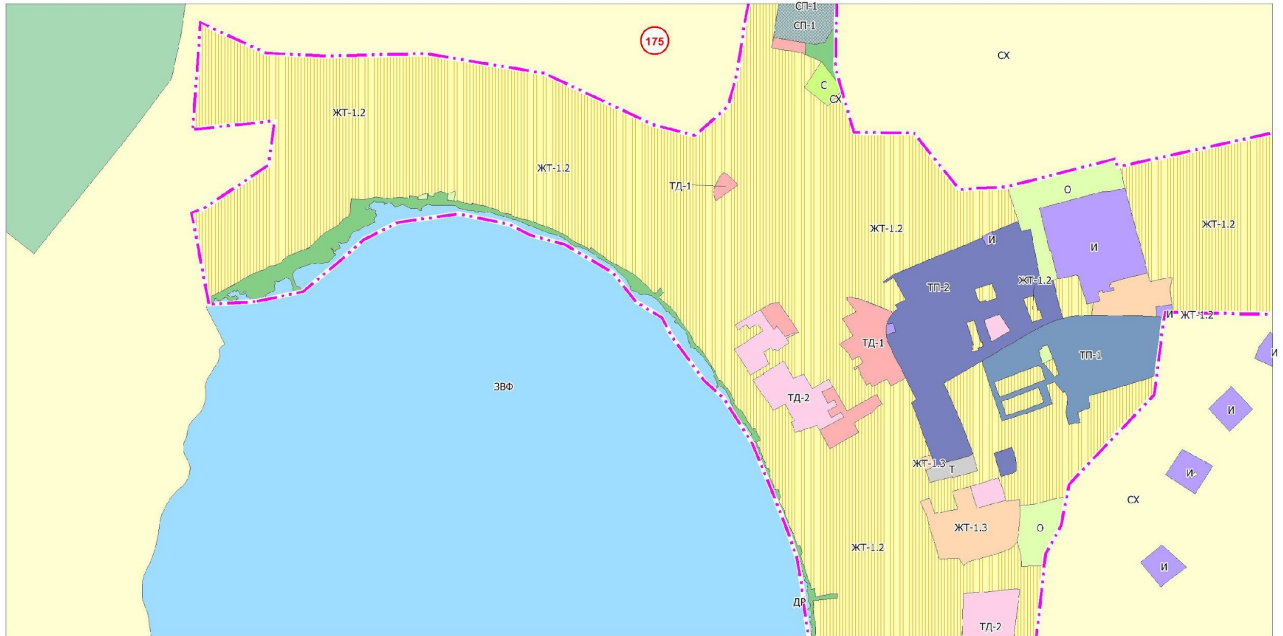 СП-1
СП-1
175
СХ
С
СХ
ЖТ-1.2
ЖТ-1.2
ТД-1
О
ЖТ-1.2
ЖТ-1.2
И
И
ЖТ-1.2
ТП-2
И
ЖТ-1.2
ТД-1
ТП-1
И
ЗВФ
ТД-2
И
ЖТ-1.3
Т
И
СХ
ЖТ-1.3
О
ЖТ-1.2
И
ДР
ТД-2